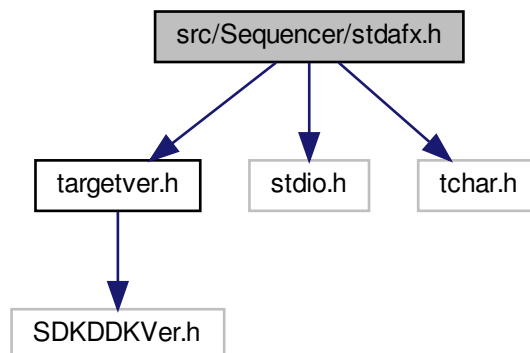 src/Sequencer/stdafx.h
targetver.h
stdio.h
tchar.h
SDKDDKVer.h